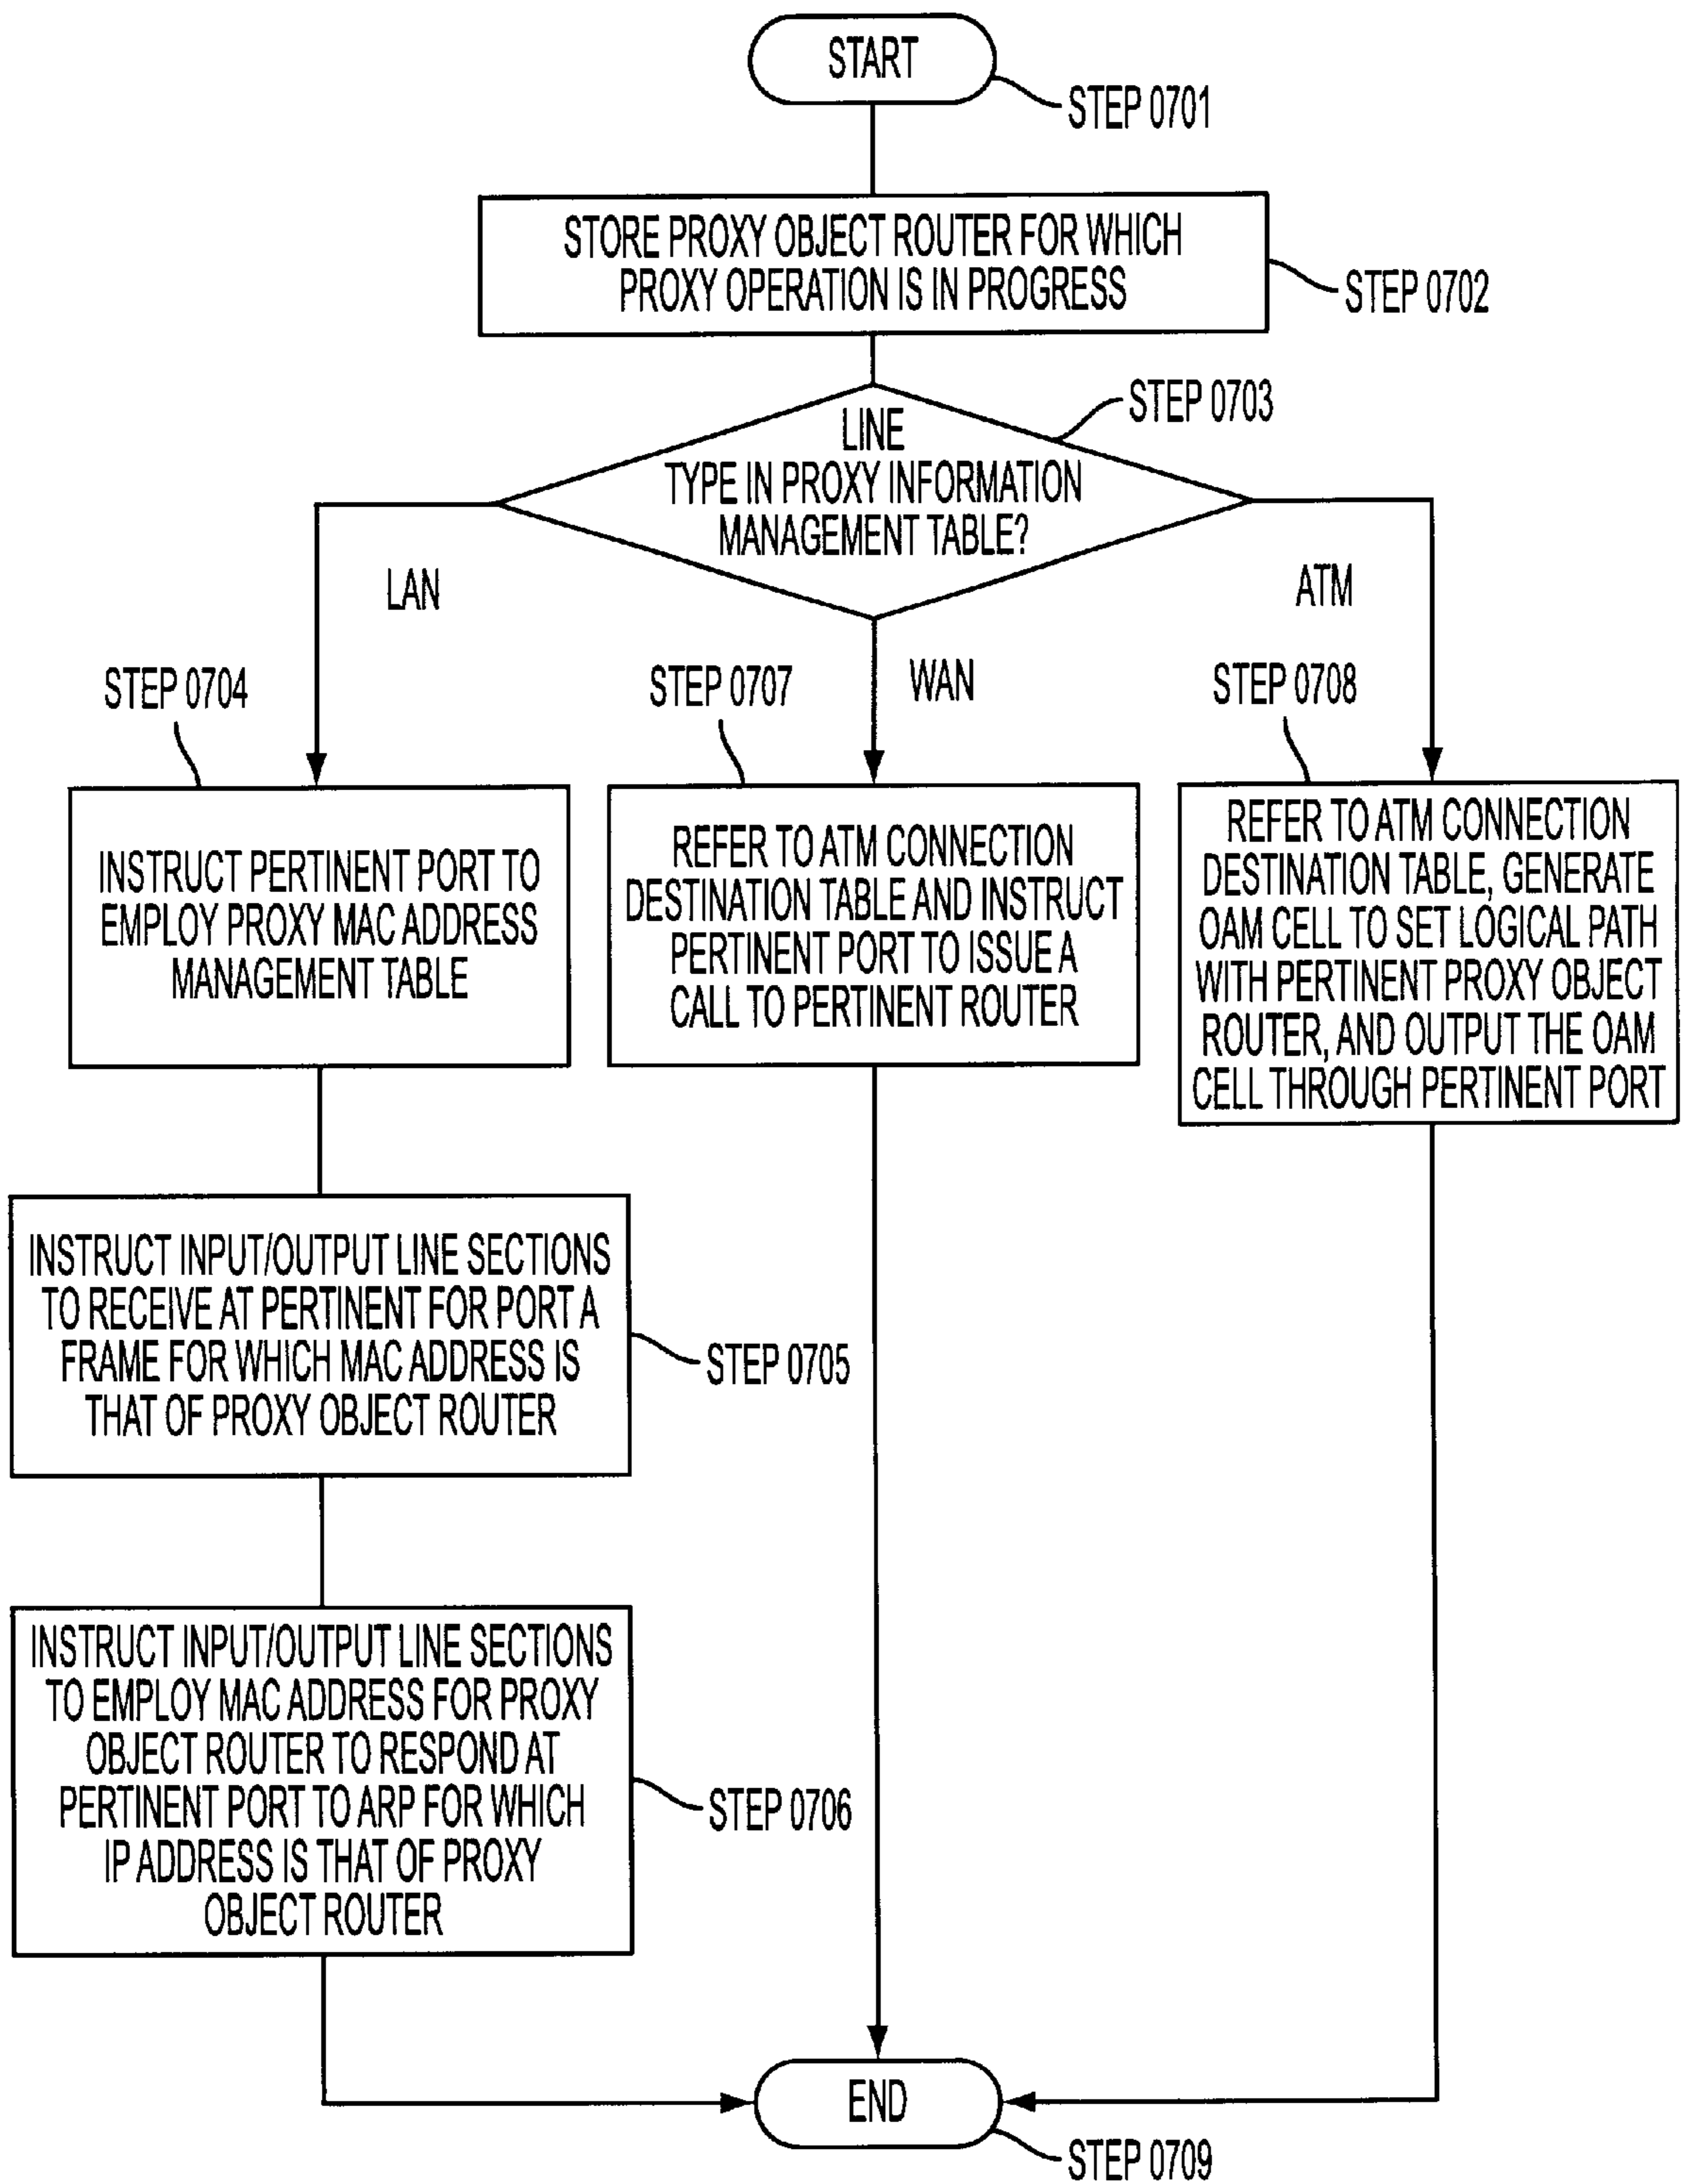 START
STEP 0701
STORE PROXY OBJECT ROUTER FOR WHICH
PROXY OPERATION IS IN PROGRESS
STEP 0702
STEP 0703
LINE
TYPE IN PROXY INFORMATION
MANAGEMENT TABLE?
LAN
WAN
ATM
STEP 0704
INSTRUCT PERTINENT PORT TO
EMPLOY PROXY MAC ADDRESS
MANAGEMENT TABLE
STEP 0707
REFER TO ATM CONNECTION
DESTINATION TABLE AND INSTRUCT
PERTINENT PORT TO ISSUE A
CALL TO PERTINENT ROUTER
STEP 0708
REFER TO ATM CONNECTION
DESTINATION TABLE, GENERATE
OAM CELL TO SET LOGICAL PATH
WITH PERTINENT PROXY OBJECT
ROUTER, AND OUTPUT THE OAM
CELL THROUGH PERTINENT PORT
INSTRUCT INPUT/OUTPUT LINE SECTIONS
TO RECEIVE AT PERTINENT FOR PORT A
FRAME FOR WHICH MAC ADDRESS IS
THAT OF PROXY OBJECT ROUTER
STEP 0705
INSTRUCT INPUT/OUTPUT LINE SECTIONS
TO EMPLOY MAC ADDRESS FOR PROXY
OBJECT ROUTER TO RESPOND AT
PERTINENT PORT TO ARP FOR WHICH
IP ADDRESS IS THAT OF PROXY
OBJECT ROUTER
STEP 0706
END
STEP 0709